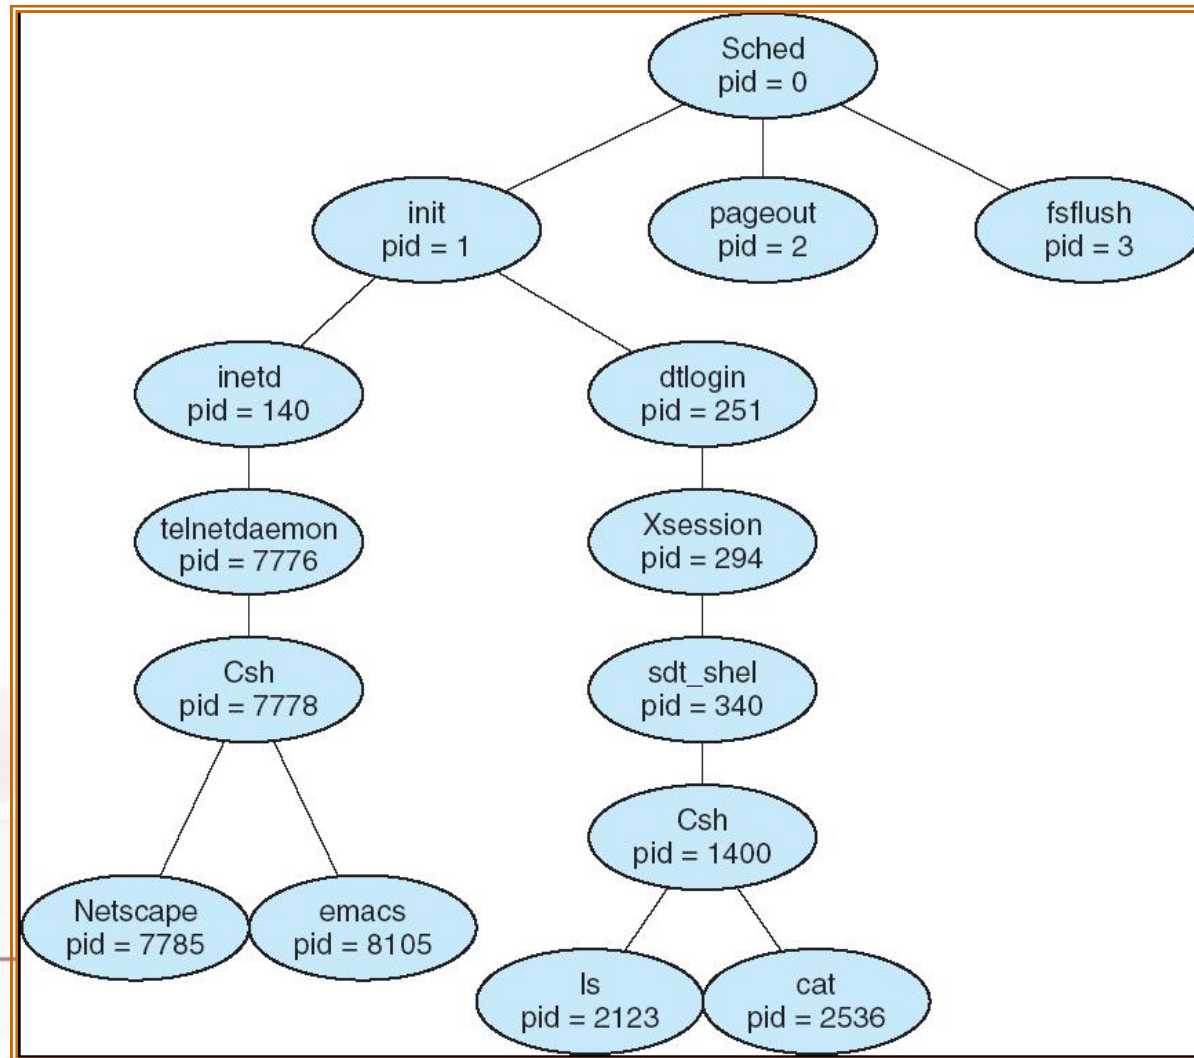 Sched
pid = 0
init
pid = 1
pageout
pid = 2
fsflush
pid = 3
inetd
pid = 140
dtlogin
pid = 251
telnetdaemon
pid = 7776
Xsession
pid = 294
Csh
pid = 7778
sdt_shel
pid = 340
Csh
pid = 1400
Netscape
pid = 7785
emacs
pid = 8105
ls
pid = 2123
cat
pid = 2536